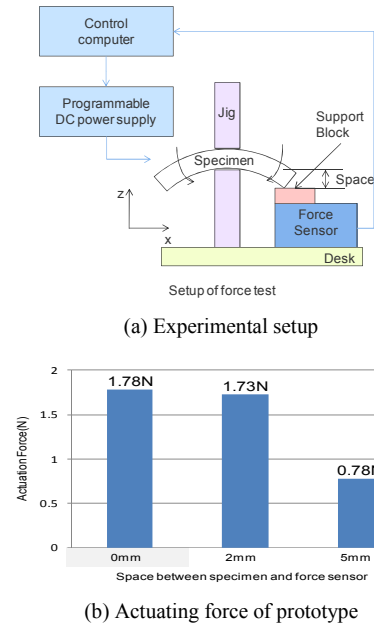 Control
computer
Programmable
DC power supply
Jig
Support
Block
Specimen
Space
z
x
Force
Sensor
Desk
Setup of force test
(a) Experimental setup
2
1.78N
1.73N
1.5
Actuation Force(N)
1
0.78N
0.5
0
0mm
2mm
5mm
Space between specimen and force sensor
(b) Actuating force of prototype